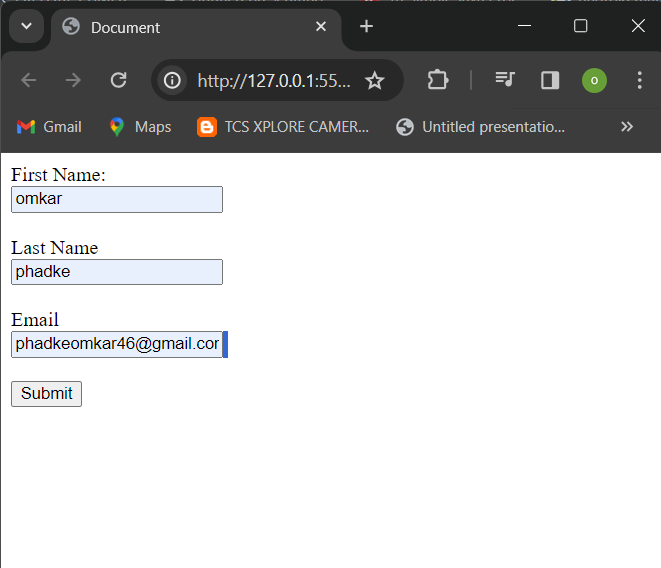 Document
http://127.0.0.1:55...
o
Gmail
Maps
TCS XPLORE CAMER...
Untitled presentatio...
First Name:
omkar
Last Name
phadke
Email
phadkeomkar46@gmail.cor
Submit